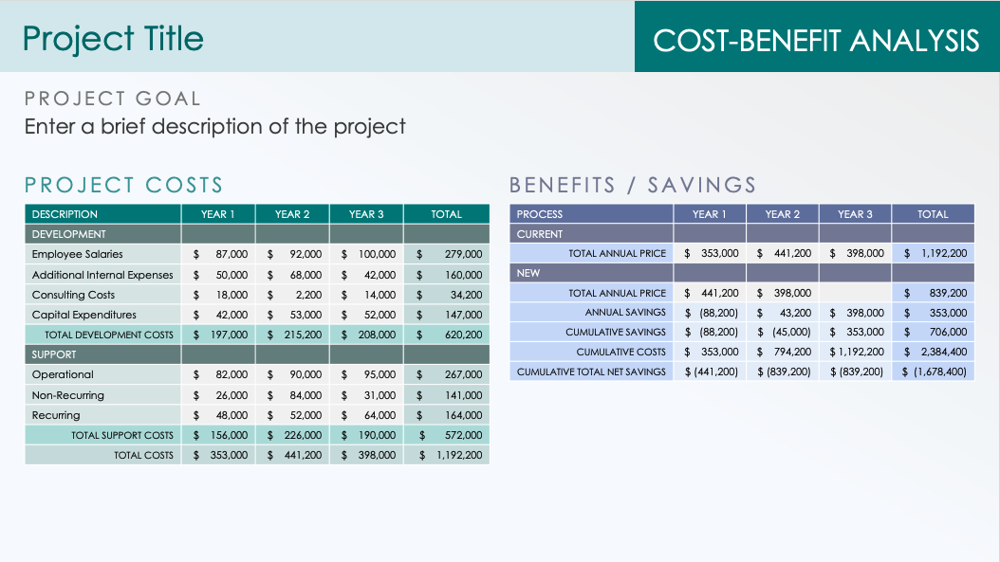 Project Title
COST-BENEFIT ANALYSIS
PROJECT GOAL
Enter a brief description of the project
PROJECT COSTS
DESCRIPTION YEAR 1 YEAR 2 YEAR 3 TOTAL
DEVELOPMENT
Employee Salaries $ 87,000 $ 92,000 $ 100,000 $ 279,000
Additional Internal Expenses $ 50,000 $ 68,000 $ 42,000 $ 160,000
Consulting Costs $ 18,000 $ 2,200 $ 14,000 $ 34,200
Capital Expenditures $ 42,000 $ 53,000 $ 52,000 $ 147,000
TOTAL DEVELOPMENT COSTS $ 197,000 $ 215,200 $ 208,000 $ 620,200
SUPPORT
Operational $ 82,000 $ 90,000 $ 95,000 $ 267,000
Non-Recurring $ 26,000 $ 84,000 $ 31,000 $ 141,000
Recurring $ 48,000 $ 52,000 $ 64,000 $ 164,000
TOTAL SUPPORT COSTS $ 156,000 $ 226,000 $ 190,000 $ 572,000
TOTAL COSTS $ 353,000 $ 441,200 $ 398,000 $ 1,192,200
BENEFITS / SAVINGS
PROCESS YEAR 1 YEAR 2 YEAR 3 TOTAL
CURRENT
TOTAL ANNUAL PRICE $ 353,000 $ 441,200 $ 398,000 $ 1,192,200
NEW
TOTAL ANNUAL PRICE $ 441,200 $ 398,000 $ 839,200
ANNUAL SAVINGS $ (88,200) $ 43,200 $ 398,000 $ 353,000
CUMULATIVE SAVINGS $ (88,200) $ (45,000) $ 353,000 $ 706,000
CUMULATIVE COSTS $ 353,000 $ 794,200 $ 1,192,200 $ 2,384,400
CUMULATIVE TOTAL NET SAVINGS $ (441,200) $ (839,200) $ (839,200) $ (1,678,400)